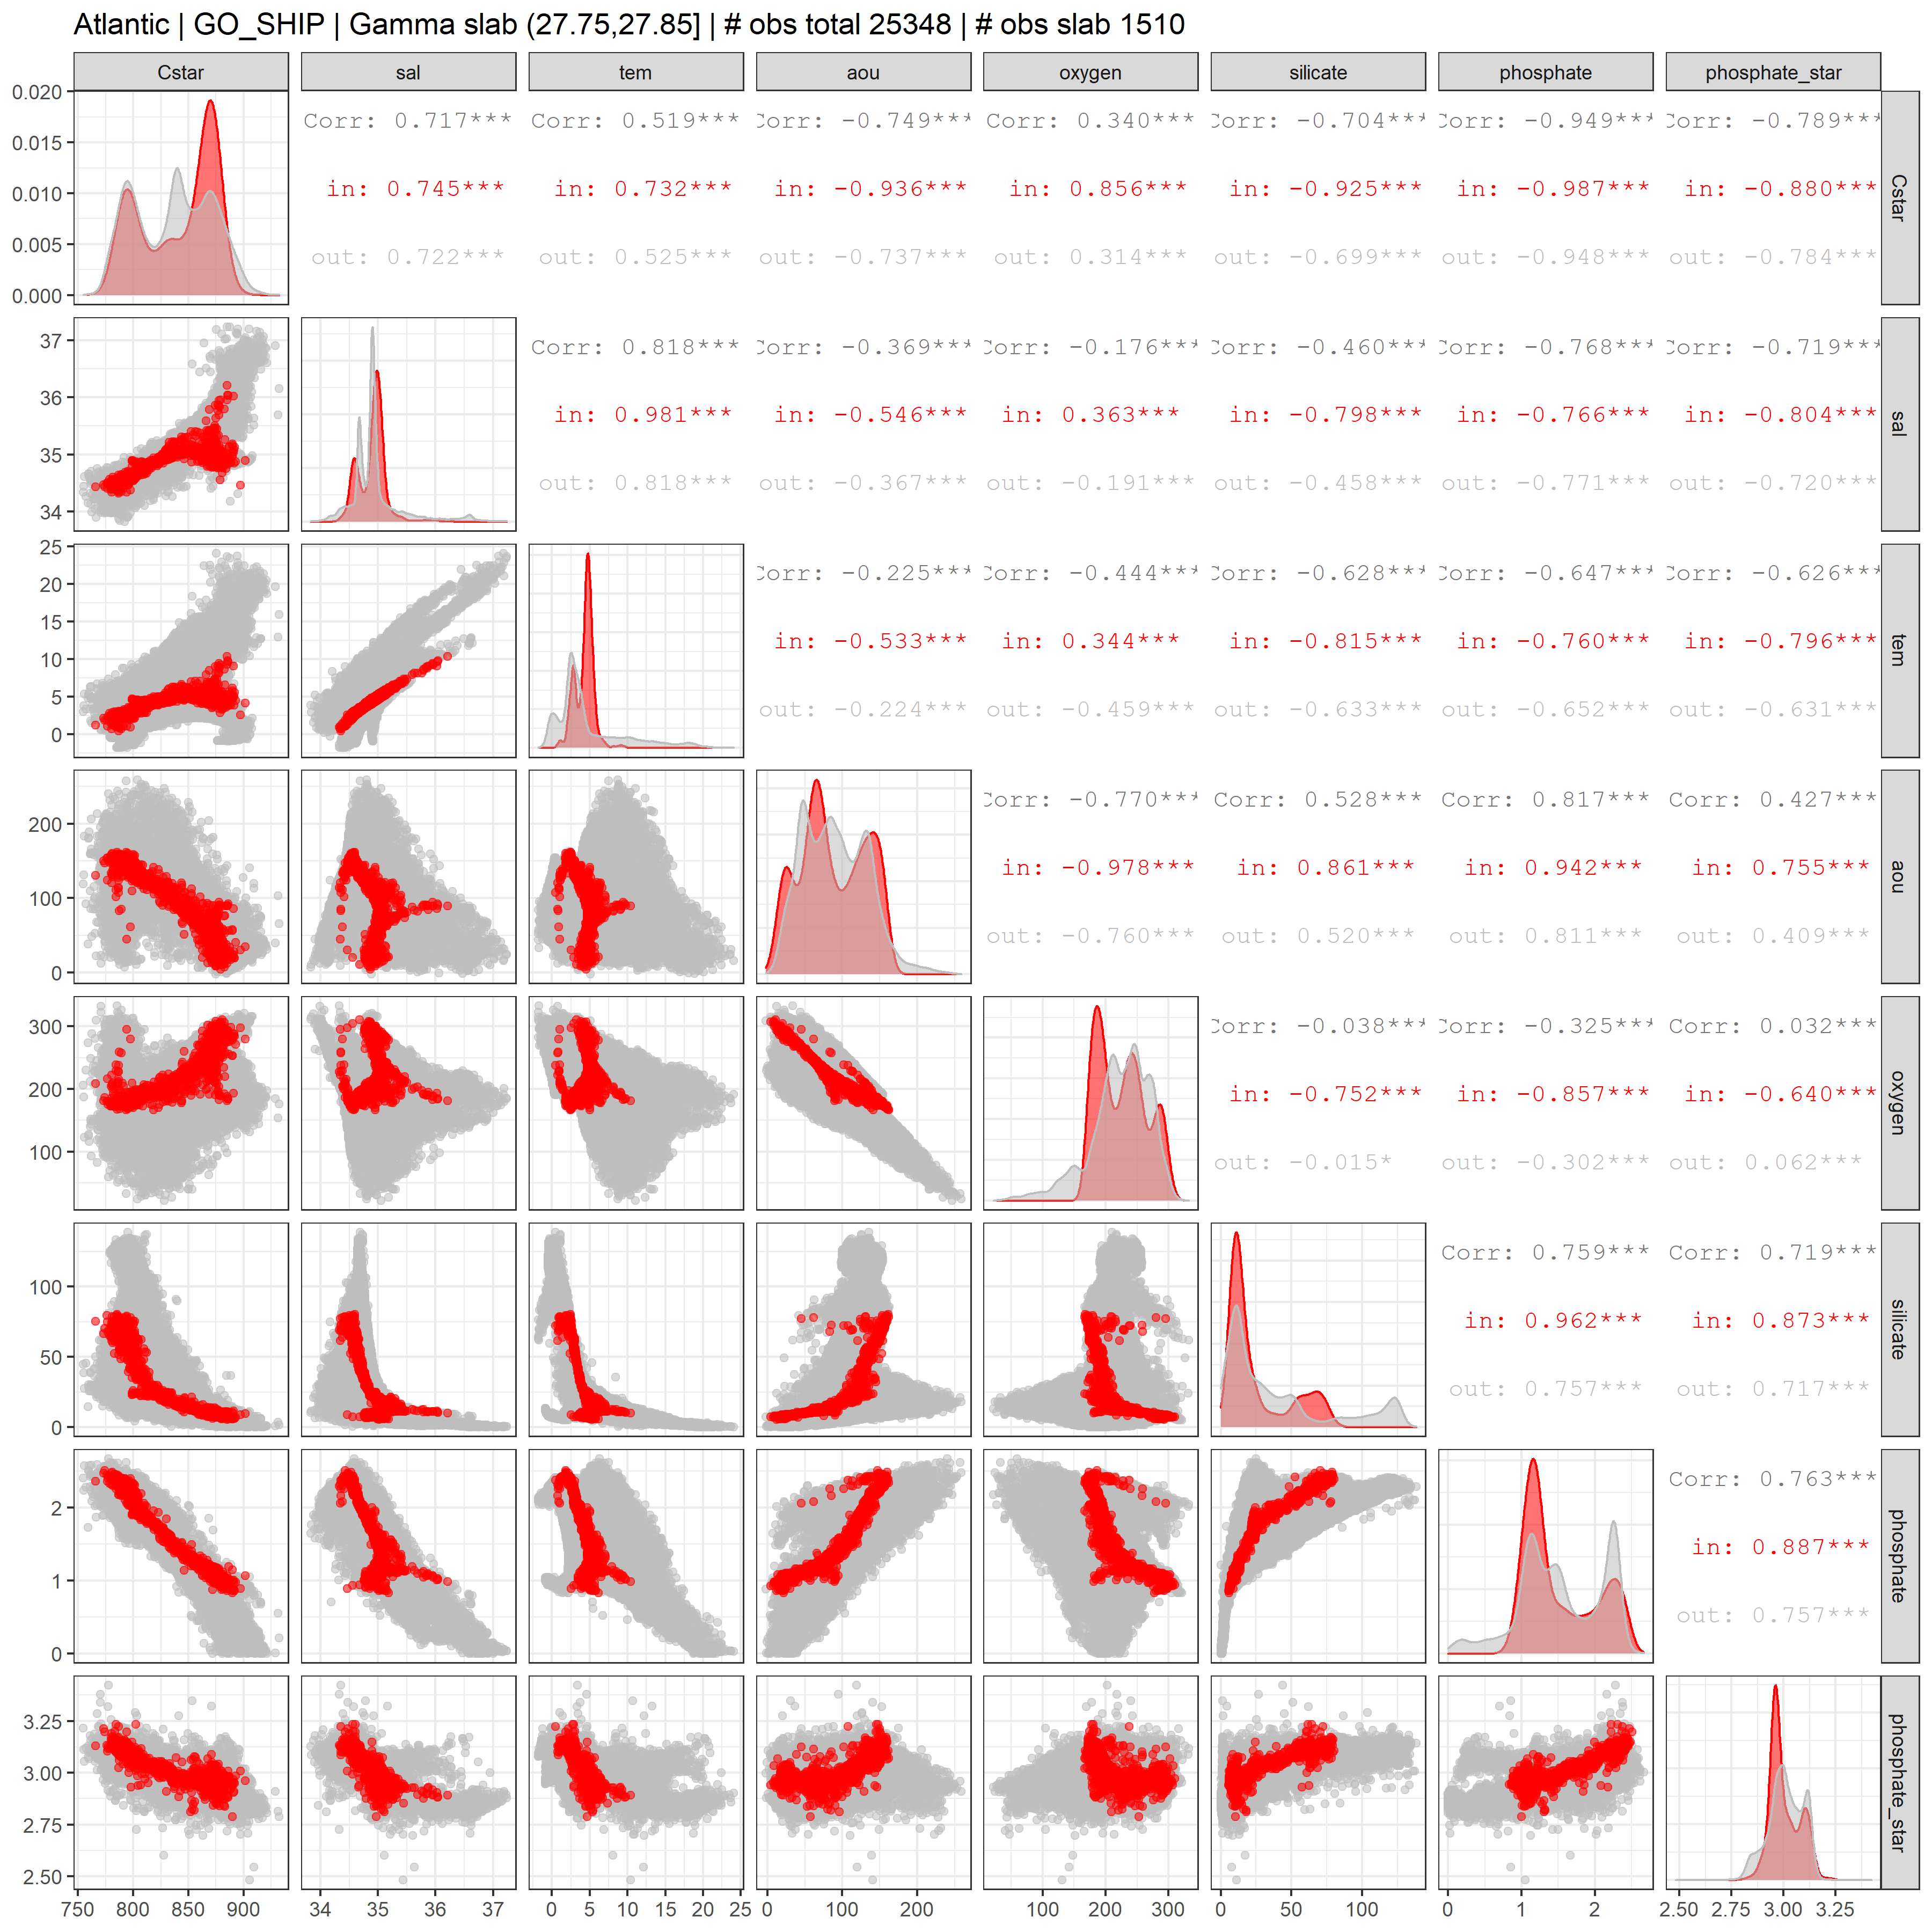 Atlantic | GO_SHIP | Gamma slab (27.75,27.85] | # obs total 25348 | # obs slab 1510
Cstar sal tem aou oxygen silicate phosphate phosphate_star
0.020
0.015
0.010
0.005
0.000
Corr: 0.717*** Corr: 0.519*** Corr: -0.749*** Corr: 0.340*** Corr: -0.704*** Corr: -0.949*** Corr: -0.789***
in: 0.745*** in: 0.732*** in: -0.936*** in: 0.856*** in: -0.925*** in: -0.987*** in: -0.880***
out: 0.722*** out: 0.525*** out: -0.737*** out: 0.314*** out: -0.699*** out: -0.948*** out: -0.784***
Cstar
37
36
35
34
Corr: 0.818*** Corr: -0.369*** Corr: -0.176*** Corr: -0.460*** Corr: -0.768*** Corr: -0.719***
in: 0.981*** in: -0.546*** in: 0.363*** in: -0.798*** in: -0.766*** in: -0.804***
out: 0.818*** out: -0.367*** out: -0.191*** out: -0.458*** out: -0.771*** out: -0.720***
sal
25
20
15
10
5
0
Corr: -0.225*** Corr: -0.444*** Corr: -0.628*** Corr: -0.647*** Corr: -0.626***
in: -0.533*** in: 0.344*** in: -0.815*** in: -0.760*** in: -0.796***
out: -0.224*** out: -0.459*** out: -0.633*** out: -0.652*** out: -0.631***
tem
200
100
0
Corr: -0.770*** Corr: 0.528*** Corr: 0.817*** Corr: 0.427***
in: -0.978*** in: 0.861*** in: 0.942*** in: 0.755***
out: -0.760*** out: 0.520*** out: 0.811*** out: 0.409***
aou
300
200
100
Corr: -0.038*** Corr: -0.325*** Corr: 0.032***
in: -0.752*** in: -0.857*** in: -0.640***
out: -0.015* out: -0.302*** out: 0.062***
oxygen
100
50
0
Corr: 0.759*** Corr: 0.719***
in: 0.962*** in: 0.873***
out: 0.757*** out: 0.717***
silicate
2
1
0
Corr: 0.763***
in: 0.887***
out: 0.757***
phosphate
3.25
3.00
2.75
2.50
phosphate_star
750 800 850 900 34 35 36 37 0 5 10 15 20 25 0 100 200 100 200 300 0 50 100 0 1 2 2.50 2.75 3.00 3.25